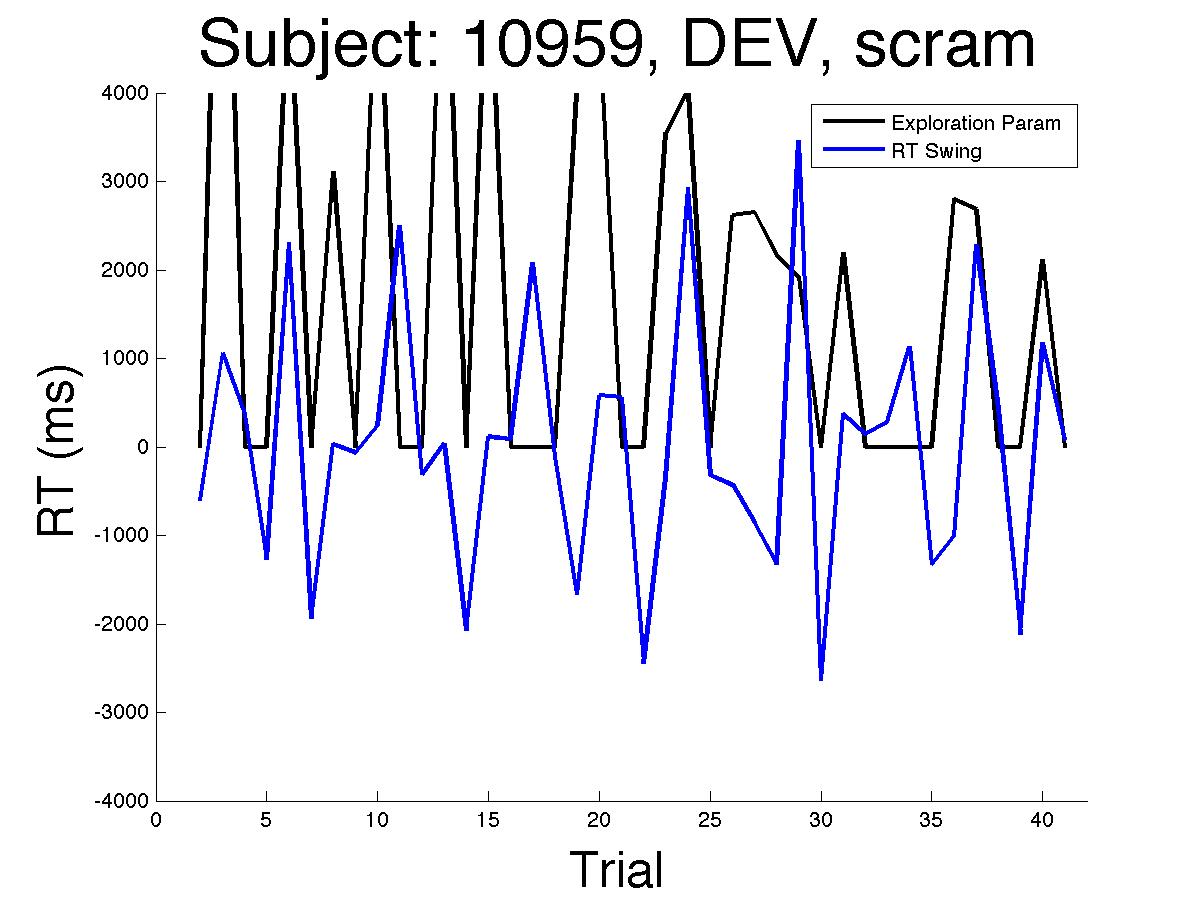 Subject: 10959, DEV, scram
4000
3000
2000
1000
0
-1000
-2000
-3000
-4000
RT (ms)
Exploration Param
RT Swing
0 5 10 15 20 25 30 35 40
Trial